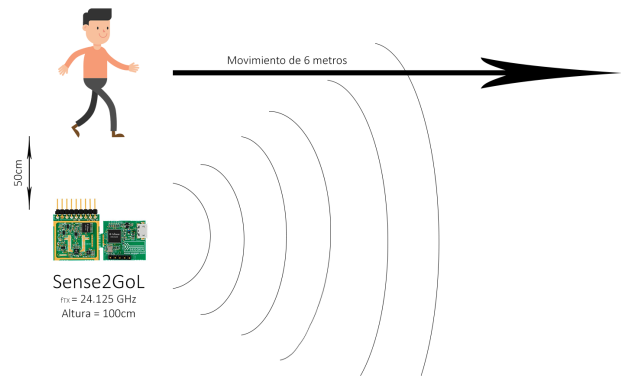 Movimiento de 6 metros
50cm
Sense2GoL
fTX = 24.125 GHz
Altura = 100cm